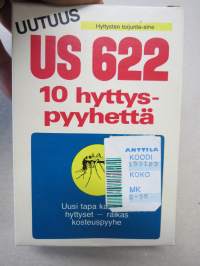 UUTUUS
Hyttysten torjunta-aine
US 622
10 hyttys-
pyyhettä
ANTTILA
KOODI
KOKO
MK
Uusi tapa
hyttyset – raikas
kosteuspyyhe